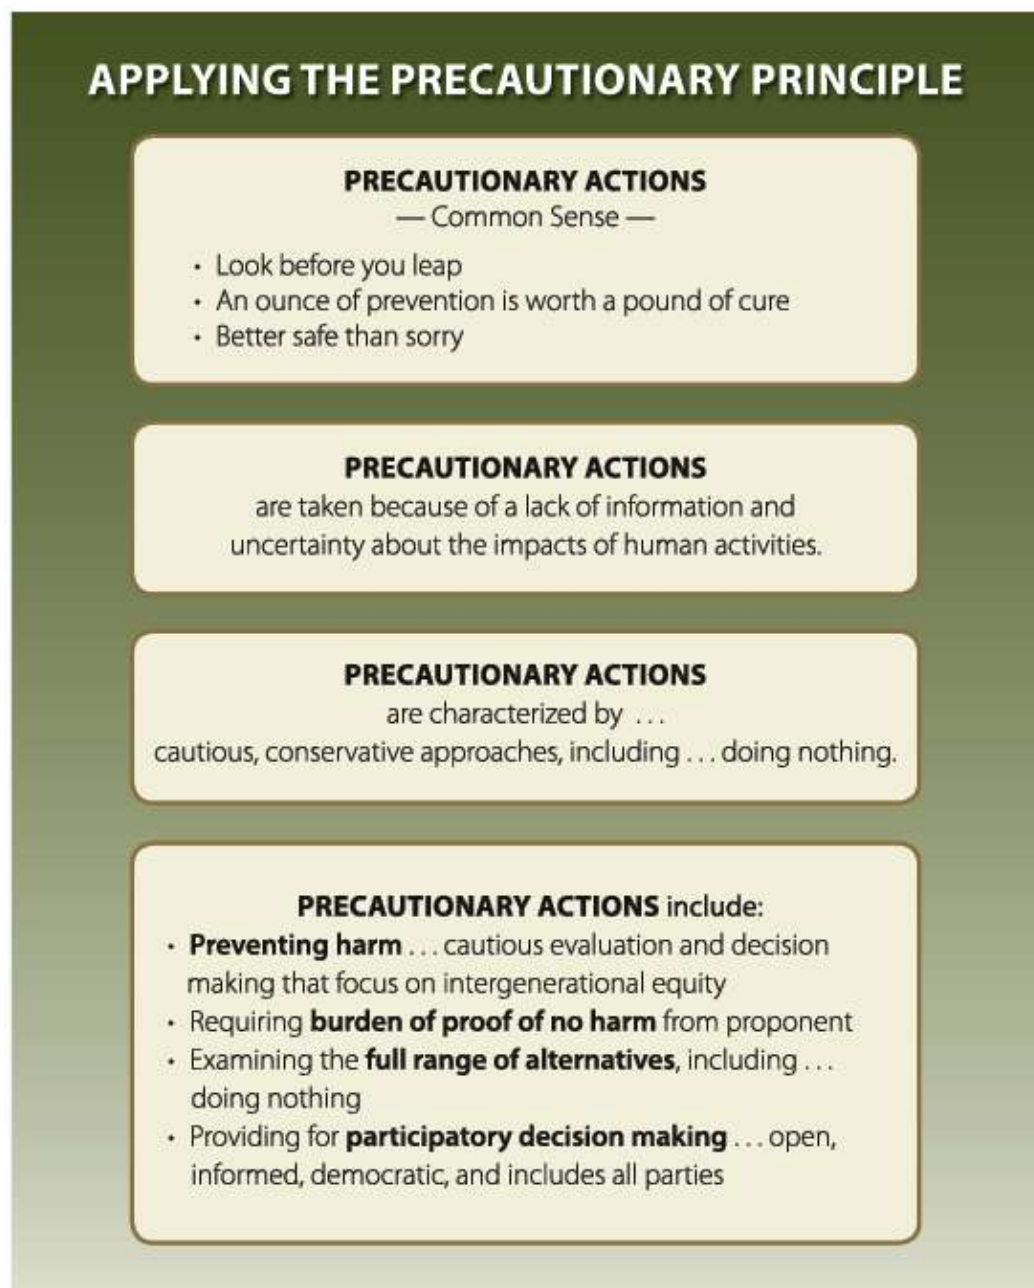 APPLYING THE PRECAUTIONARY PRINCIPLE
PRECAUTIONARY ACTIONS
— Common Sense —
• Look before you leap
• An ounce of prevention is worth a pound of cure
• Better safe than sorry
PRECAUTIONARY ACTIONS
are taken because of a lack of information and
uncertainty about the impacts of human activities.
PRECAUTIONARY ACTIONS
are characterized by . . .
cautious, conservative approaches, including . . . doing nothing.
PRECAUTIONARY ACTIONS include:
• Preventing harm . . . cautious evaluation and decision
making that focus on intergenerational equity
• Requiring burden of proof of no harm from proponent
• Examining the full range of alternatives, including . . .
doing nothing
• Providing for participatory decision making . . . open,
informed, democratic, and includes all parties